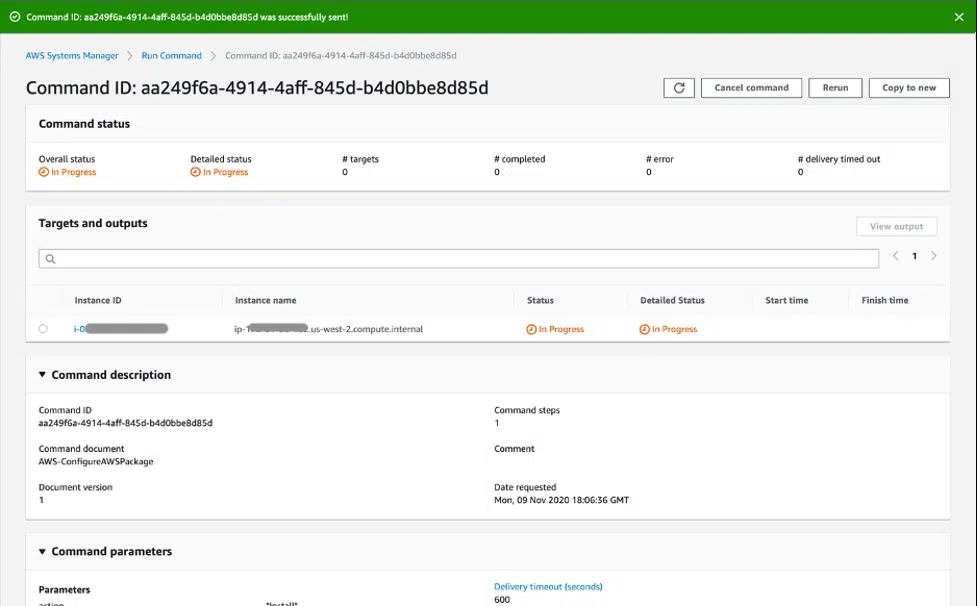 Command ID: aa249f6a-4914-4aff-845d-b4d0bbe8d85d was successfully sent!
AWS Systems Manager > Run Command > Command ID: aa249f6a-4914-4aff-845d-b4d0bbe8d85d
Command ID: aa249f6a-4914-4aff-845d-b4d0bbe8d85d
Cancel command Rerun Copy to new
Command status
Overall status Detailed status # targets # completed # error # delivery timed out
In Progress In Progress 0 0 0 0
Targets and outputs
View output
1
Instance ID Instance name Status Detailed Status Start time Finish time
i-0 ip- .us-west-2.compute.internal In Progress In Progress
Command description
Command ID Command steps
aa249f6a-4914-4aff-845d-b4d0bbe8d85d 1
Command document Comment
AWS-ConfigureAWSPackage
Document version Date requested
1 Mon, 09 Nov 2020 18:06:36 GMT
Command parameters
Parameters Delivery timeout (seconds)
action "Install" 600